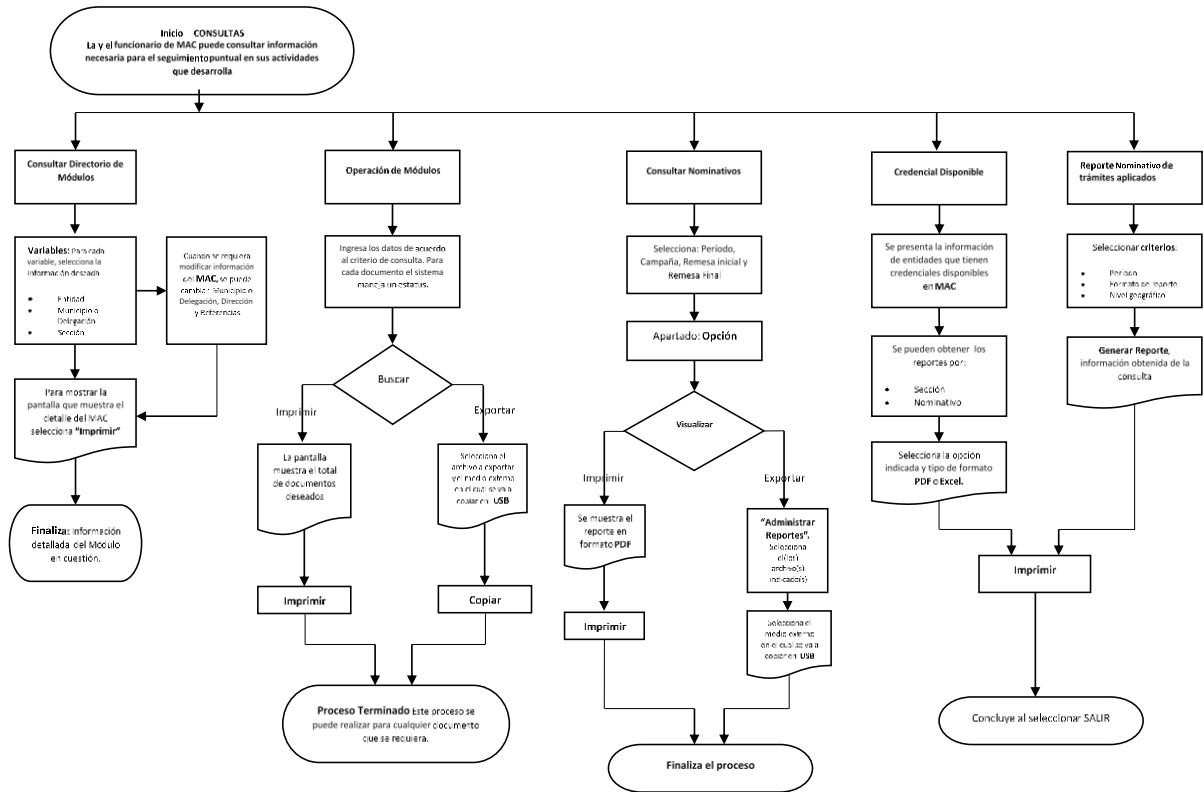 Inicio CONSULTAS
La y el funcionario de MAC puede consultar información
necesaria para el seguimiento puntual en sus actividades
que desarrolla
Consultar Directorio de
Módulos
Variables: Para cada
variable, selecciona la
información deseada
• Entidad
• Municipio o
Delegación
• Sección
Cuando se requiera
modificar información
del MAC, se puede
cambiar: Municipio o
Delegación, Dirección
y Referencias
Para mostrar la
pantalla que muestra el
detalle del MAC
selecciona "Imprimir"
Finaliza: Información
detallada del Módulo
en cuestión.
Operación de Módulos
Ingresa los datos de acuerdo
al criterio de consulta. Para
cada documento el sistema
maneja un estatus.
Buscar
Imprimir
Exportar
La pantalla
muestra el total
de documentos
deseados
Selecciona el
archivo a exportar
y el medio externo
en el cual se va a
copiar en USB
Imprimir
Copiar
Proceso Terminado Este proceso se
puede realizar para cualquier documento
que se requiera.
Consultar Nominativos
Selecciona: Período,
Campaña, Remesa inicial y
Remesa Final
Apartado: Opción
Visualizar
Imprimir
Exportar
Se muestra el
reporte en
formato PDF
"Administrar
Reportes".
Selecciona
el(los)
archivo(s)
indicado(s)
Imprimir
Selecciona el
medio externo
en el cual se va a
copiar en USB
Finaliza el proceso
Credencial Disponible
Se presenta la información
de entidades que tienen
credenciales disponibles
en MAC
Se pueden obtener los
reportes por:
• Sección
• Nominativo
Selecciona la opción
indicada y tipo de formato
PDF o Excel.
Reporte Nominativo de
trámites aplicados
Seleccionar criterios:
• Período
• Formato de reporte
• Nivel geográfico
Generar Reporte,
información obtenida de la
consulta
Imprimir
Concluye al seleccionar SALIR